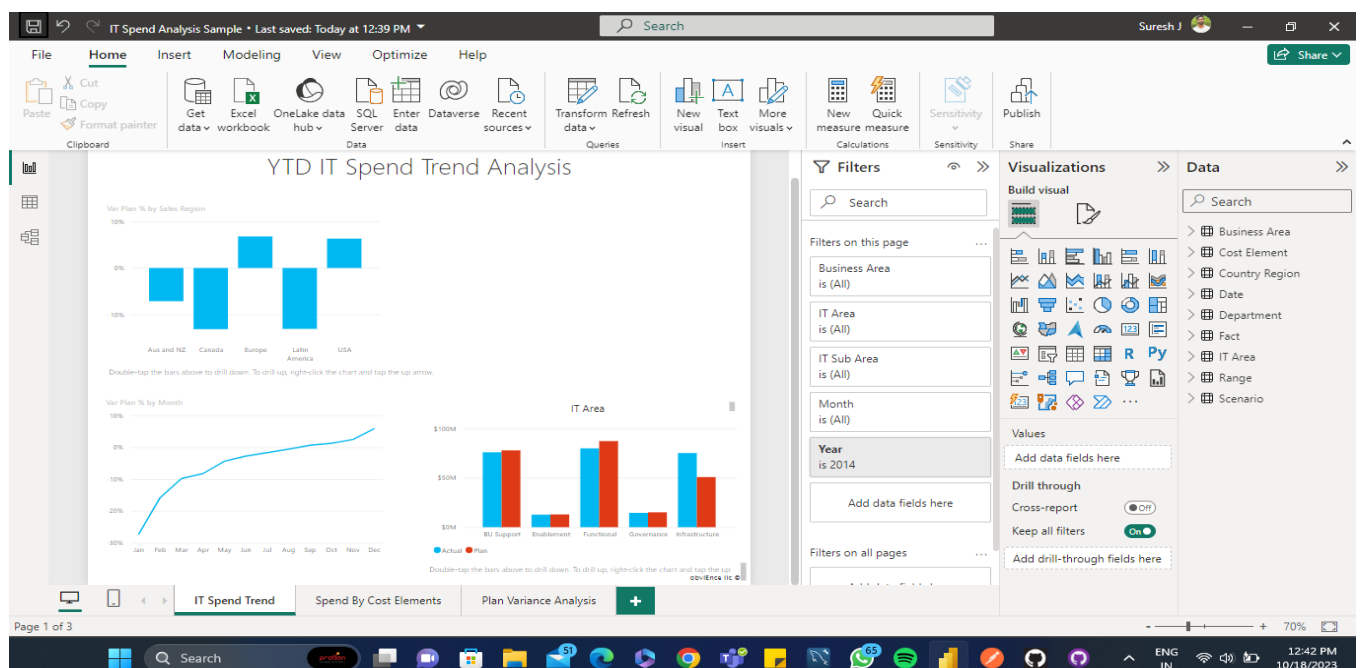 IT Spend Analysis Sample • Last saved: Today at 12:39 PM
Search
Suresh J
File Home Insert Modeling View Optimize Help
Share
Paste
Cut
Copy
Format painter
Clipboard
Get data
Excel workbook
OneLake data hub
SQL Server
Enter data
Dataverse
Recent sources
Data
Transform data
Refresh
Queries
New visual
Text box
More visuals
Insert
New measure
Quick measure
Calculations
Sensitivity
Sensitivity
Publish
Share
YTD IT Spend Trend Analysis
Var Plan % by Sales Region
10%
0%
10%
Aus and NZ Canada Europe Latin America USA
Double-tap the bars above to drill down. To drill up, right-click the chart and tap the up arrow.
Var Plan % by Month
10%
0%
10%
20%
30%
Jan Feb Mar Apr May Jun Jul Aug Sep Oct Nov Dec
IT Area
$100M
$50M
$0M
BU Support Enablement Functional Governance Infrastructure
Actual Plan
Double-tap the bars above to drill down. To drill up, right-click the chart and tap the up
obviEnce llc ©
Filters
Search
Filters on this page
Business Area
is (All)
IT Area
is (All)
IT Sub Area
is (All)
Month
is (All)
Year
is 2014
Add data fields here
Filters on all pages
Visualizations
Build visual
123
R Py
123
Values
Add data fields here
Drill through
Cross-report
Off
Keep all filters
On
Add drill-through fields here
Data
Search
Business Area
Cost Element
Country Region
Date
Department
Fact
IT Area
Range
Scenario
IT Spend Trend
Spend By Cost Elements
Plan Variance Analysis
Page 1 of 3
- + 70%
Search
51
65
ENG
IN
12:42 PM
10/18/2023